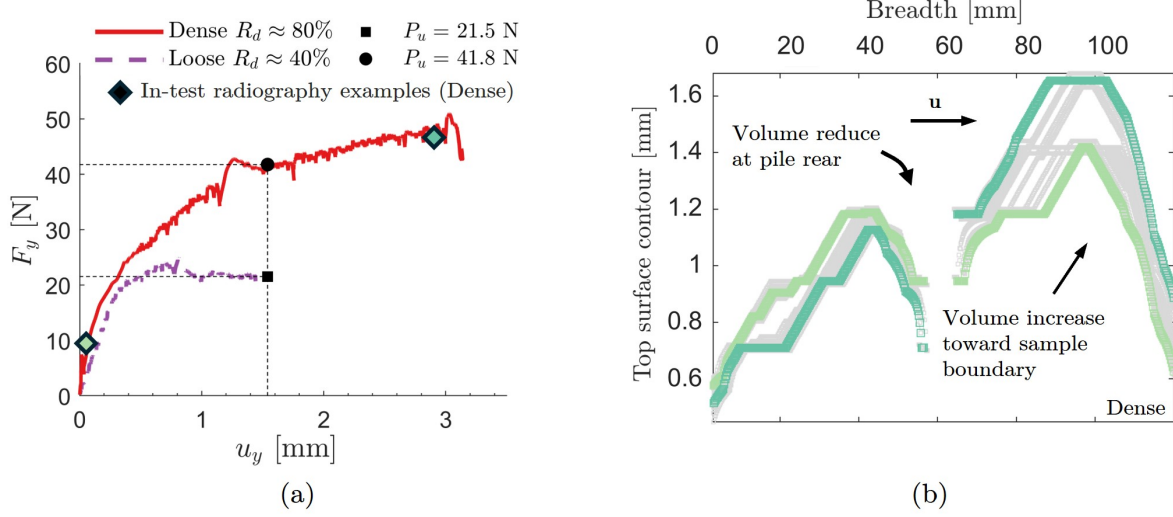 Dense R_d ≈ 80%
P_u = 21.5 N
Loose R_d ≈ 40%
P_u = 41.8 N
In-test radiography examples (Dense)
60
50
40
30
20
10
0
F_y [N]
0
1
2
3
u_y [mm]
(a)
Breadth [mm]
0
20
40
60
80
100
1.6
1.4
1.2
1
0.8
0.6
Top surface contour [mm]
u
Volume reduce
at pile rear
Volume increase
toward sample
boundary
Dense
(b)